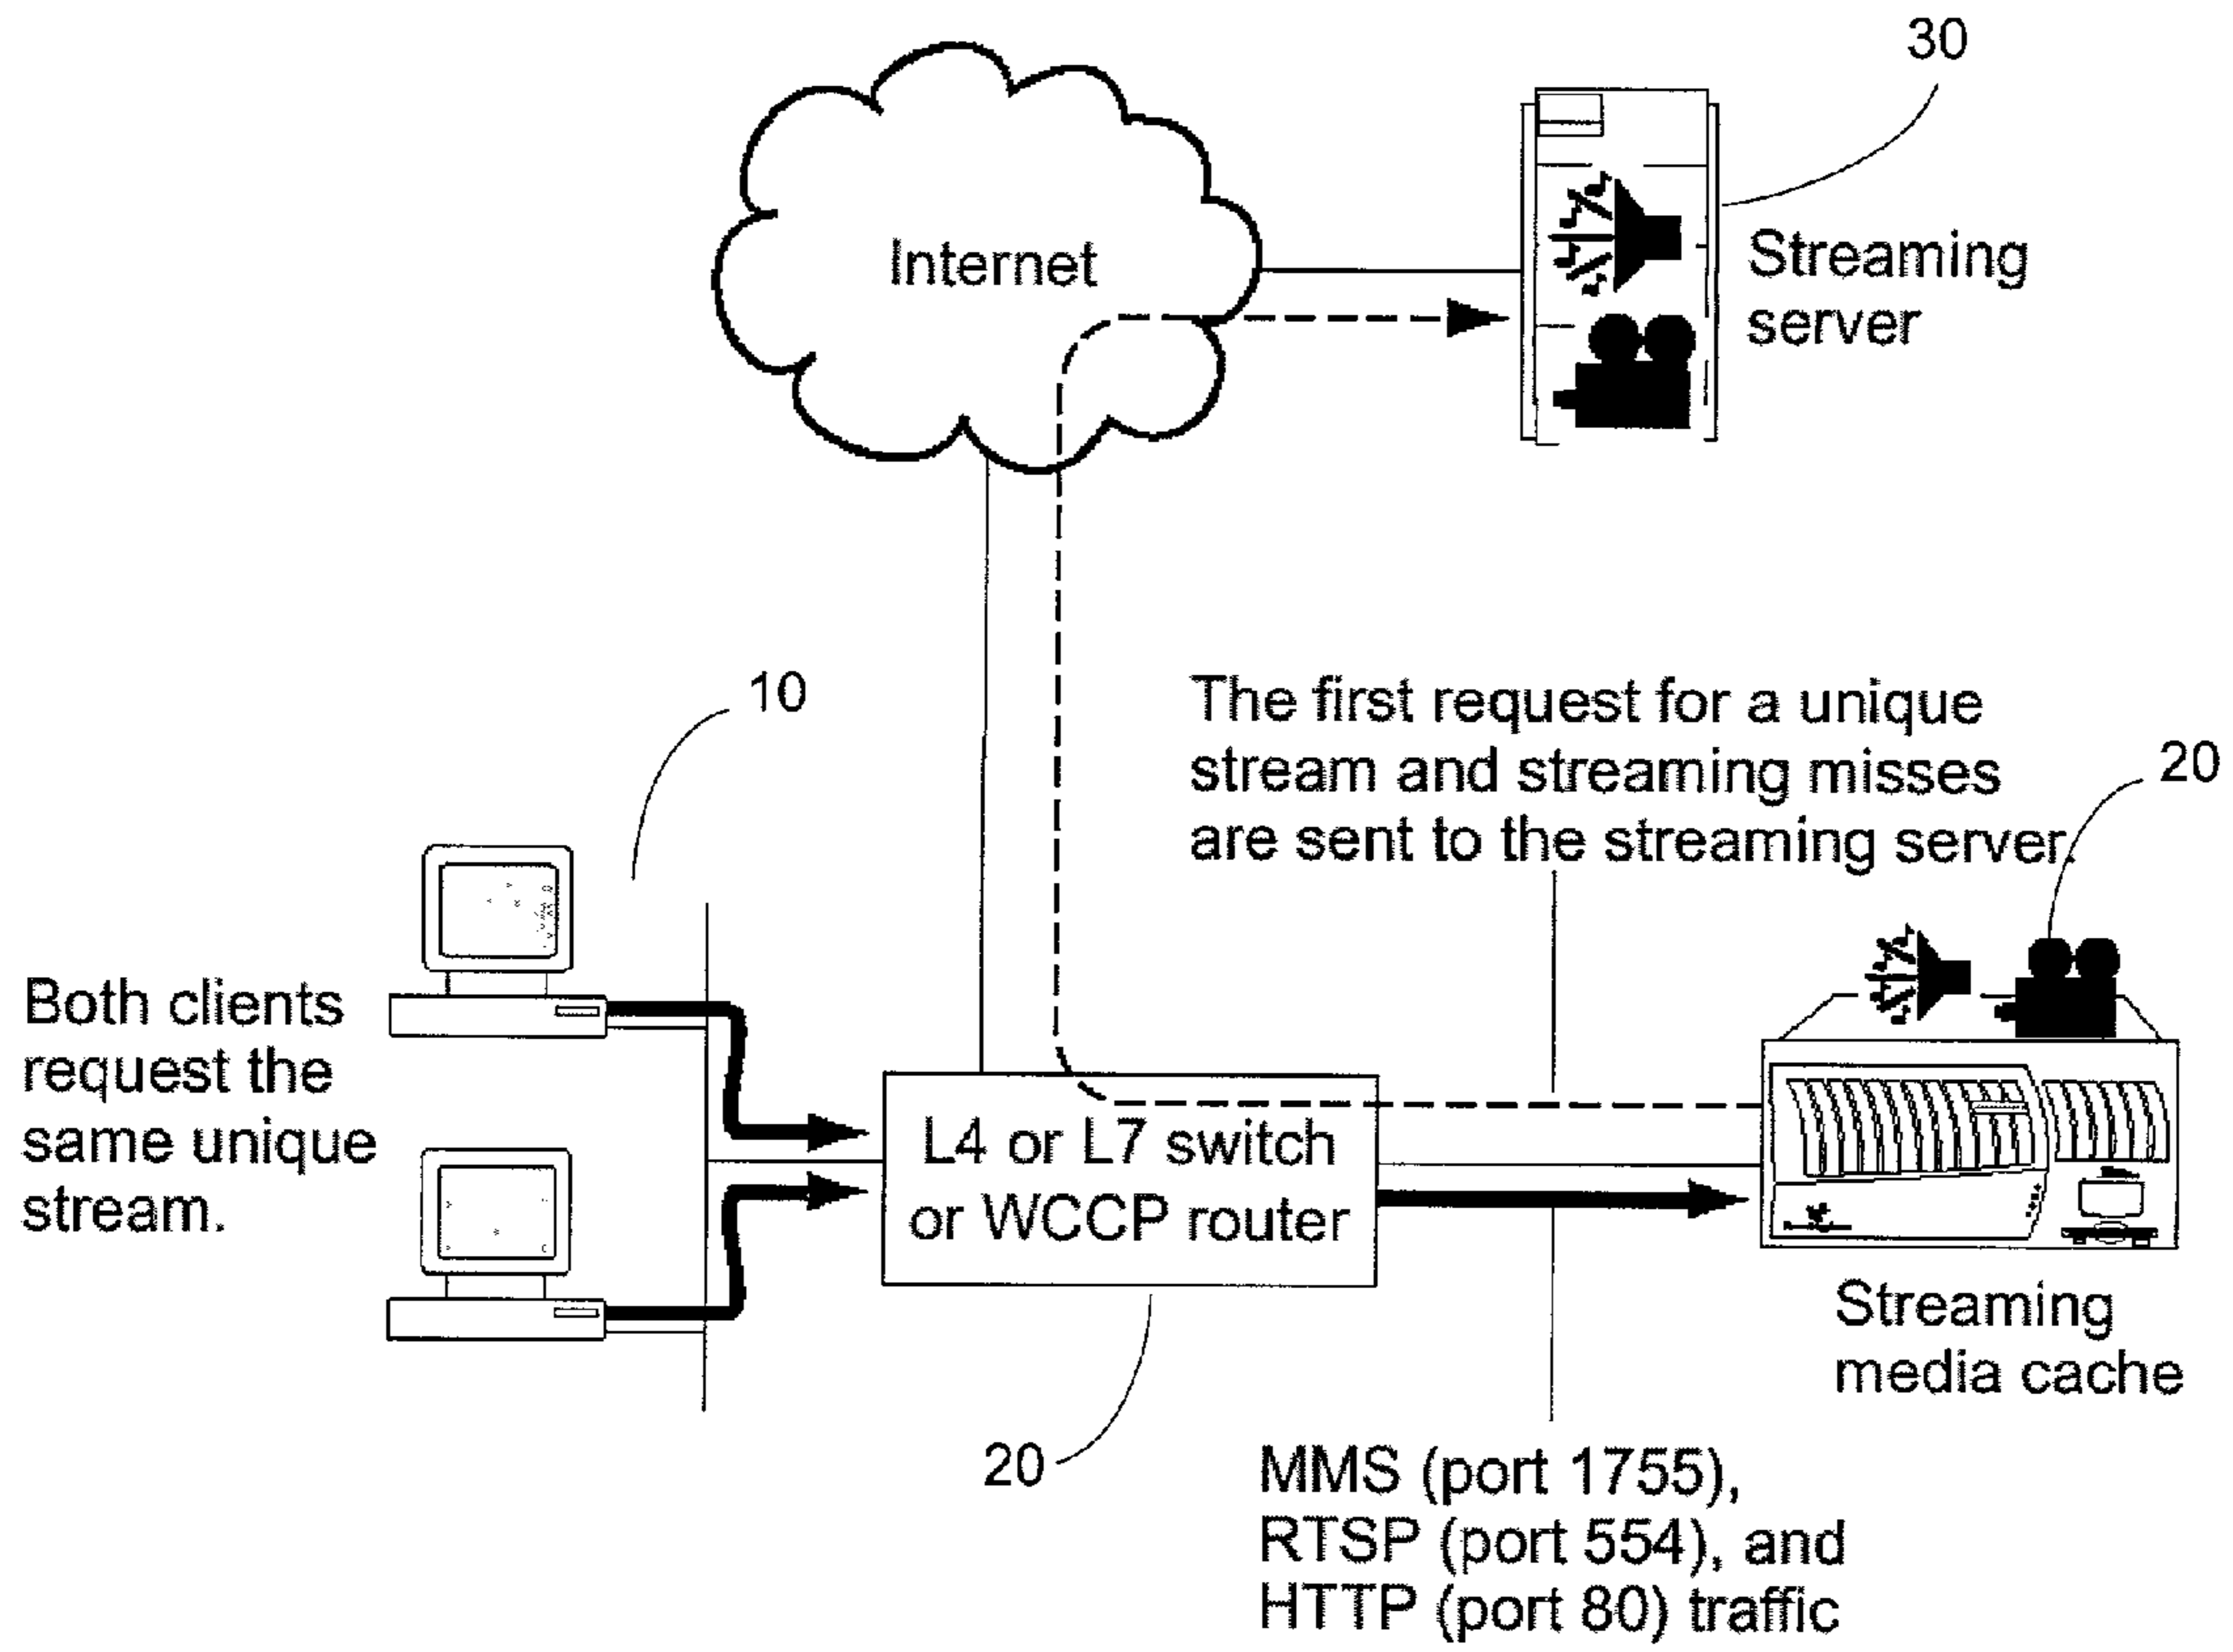 30
Internet
Streaming
server
10
The first request for a unique
stream and streaming misses
are sent to the streaming server.
20
Both clients
request the
same unique
stream.
L4 or L7 switch
or WCCP router
Streaming
media cache
20
MMS (port 1755),
RTSP (port 554), and
HTTP (port 80) traffic